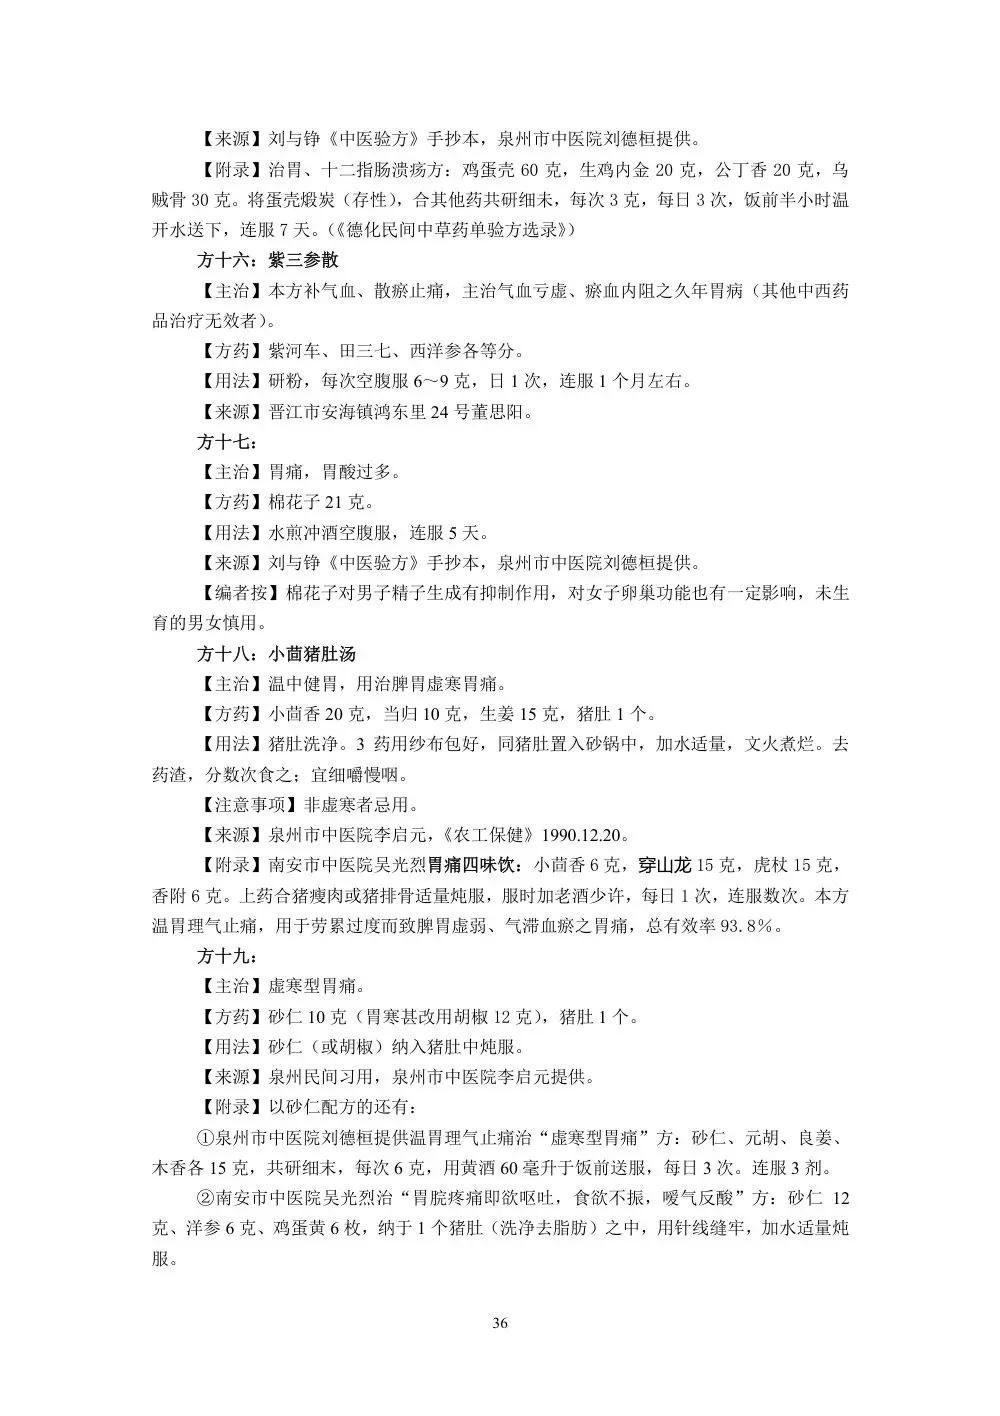 【来源】刘与铮《中医验方》手抄本，泉州市中医院刘德桓提供。
【附录】治胃、十二指肠溃疡方：鸡蛋壳 60 克，生鸡内金 20 克，公丁香 20 克，乌
贼骨 30 克。将蛋壳煅炭（存性），合其他药共研细未，每次 3 克，每日 3 次，饭前半小时温
开水送下，连服 7 天。（《德化民间中草药单验方选录》）
方十六：紫三参散
【主治】本方补气血、散瘀止痛，主治气血亏虚、瘀血内阻之久年胃病（其他中西药
品治疗无效者）。
【方药】紫河车、田三七、西洋参各等分。
【用法】研粉，每次空腹服 6～9 克，日 1 次，连服 1 个月左右。
【来源】晋江市安海镇鸿东里 24 号董思阳。
方十七：
【主治】胃痛，胃酸过多。
【方药】棉花子 21 克。
【用法】水煎冲酒空腹服，连服 5 天。
【来源】刘与铮《中医验方》手抄本，泉州市中医院刘德桓提供。
【编者按】棉花子对男子精子生成有抑制作用，对女子卵巢功能也有一定影响，未生
育的男女慎用。
方十八：小茴猪肚汤
【主治】温中健胃，用治脾胃虚寒胃痛。
【方药】小茴香 20 克，当归 10 克，生姜 15 克，猪肚 1 个。
【用法】猪肚洗净。3 药用纱布包好，同猪肚置入砂锅中，加水适量，文火煮烂。去
药渣，分数次食之；宜细嚼慢咽。
【注意事项】非虚寒者忌用。
【来源】泉州市中医院李启元，《农工保健》1990.12.20。
【附录】南安市中医院吴光烈胃痛四味饮：小茴香 6 克，穿山龙 15 克，虎杖 15 克，
香附 6 克。上药合猪瘦肉或猪排骨适量炖服，服时加老酒少许，每日 1 次，连服数次。本方
温胃理气止痛，用于劳累过度而致脾胃虚弱、气滞血瘀之胃痛，总有效率 93.8％。
方十九：
【主治】虚寒型胃痛。
【方药】砂仁 10 克（胃寒甚改用胡椒 12 克），猪肚 1 个。
【用法】砂仁（或胡椒）纳入猪肚中炖服。
【来源】泉州民间习用，泉州市中医院李启元提供。
【附录】以砂仁配方的还有：
①泉州市中医院刘德桓提供温胃理气止痛治“虚寒型胃痛”方：砂仁、元胡、良姜、
木香各 15 克，共研细末，每次 6 克，用黄酒 60 毫升于饭前送服，每日 3 次。连服 3 剂。
②南安市中医院吴光烈治“胃脘疼痛即欲呕吐，食欲不振，嗳气反酸”方：砂仁 12
克、洋参 6 克、鸡蛋黄 6 枚，纳于 1 个猪肚（洗净去脂肪）之中，用针线缝牢，加水适量炖
服。
36